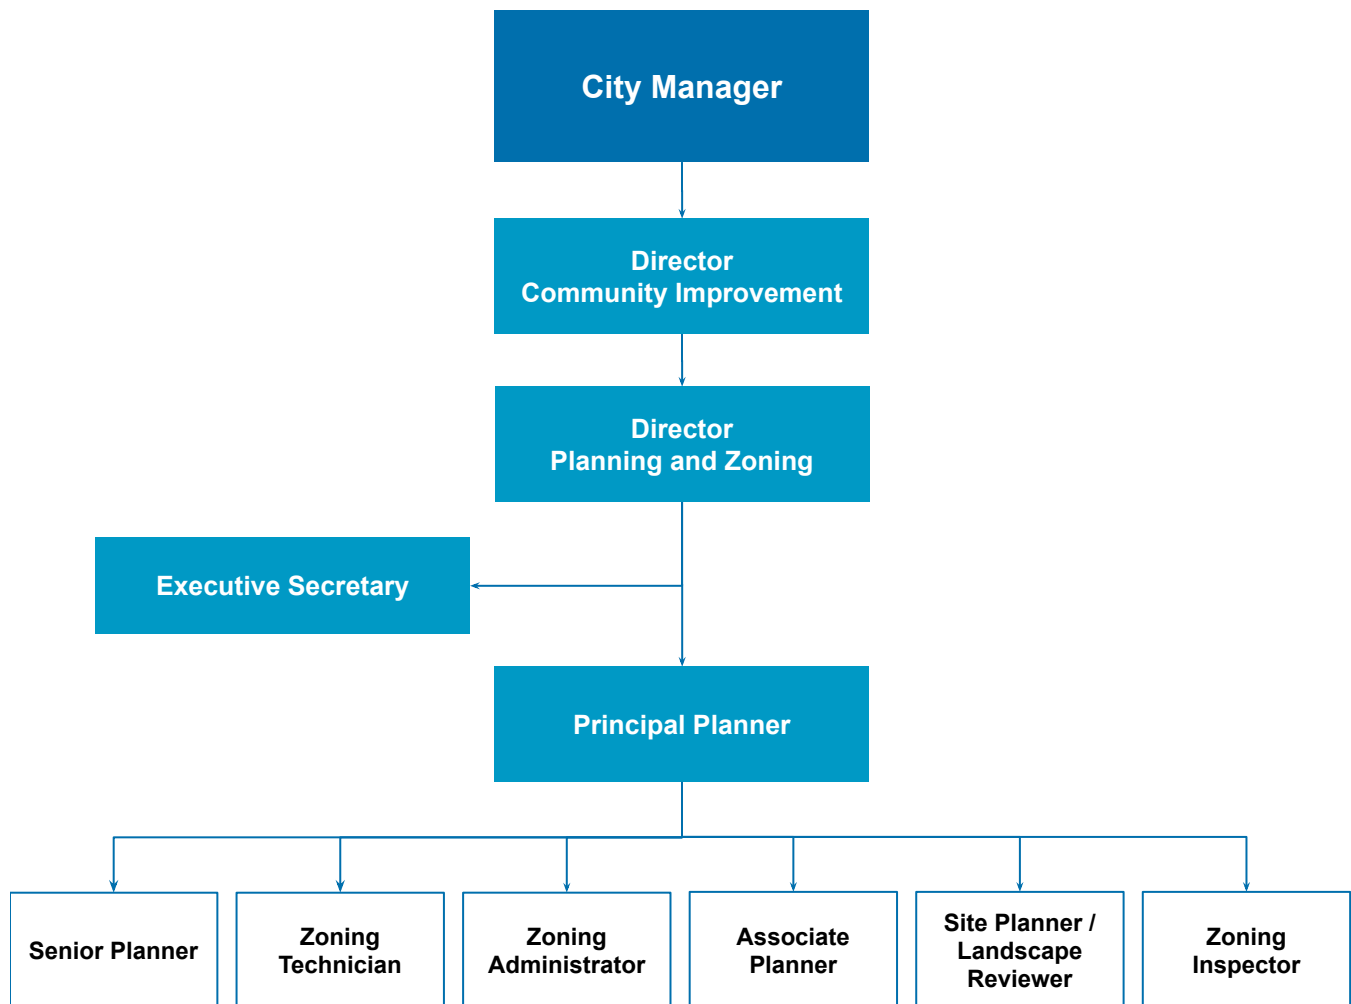 City Manager
Director
Community Improvement
Director
Planning and Zoning
Executive Secretary
Principal Planner
Senior Planner
Zoning
Technician
Zoning
Administrator
Associate
Planner
Site Planner /
Landscape
Reviewer
Zoning
Inspector